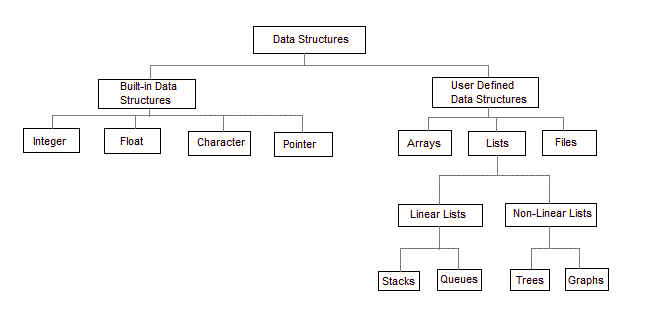 Data Structures
Built-in Data
Structures
User Defined
Data Structures
Integer
Float
Character
Pointer
Arrays
Lists
Files
Linear Lists
Non-Linear Lists
Stacks
Queues
Trees
Graphs